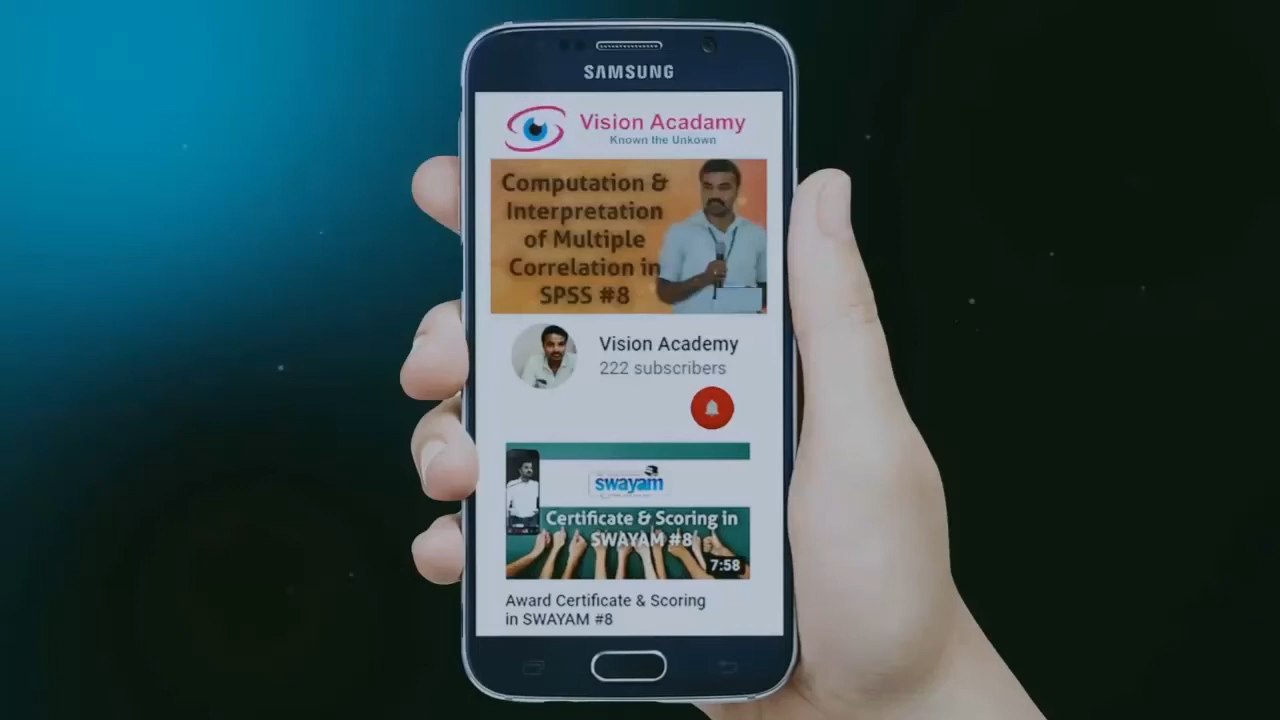 SAMSUNG
Vision Acadamy
Known the Unkown
Computation &
Interpretation
of Multiple
Correlation in
SPSS #8
Vision Academy
222 subscribers
swayam
Certificate & Scoring in
SWAYAM #8
7:58
Award Certificate & Scoring
in SWAYAM #8